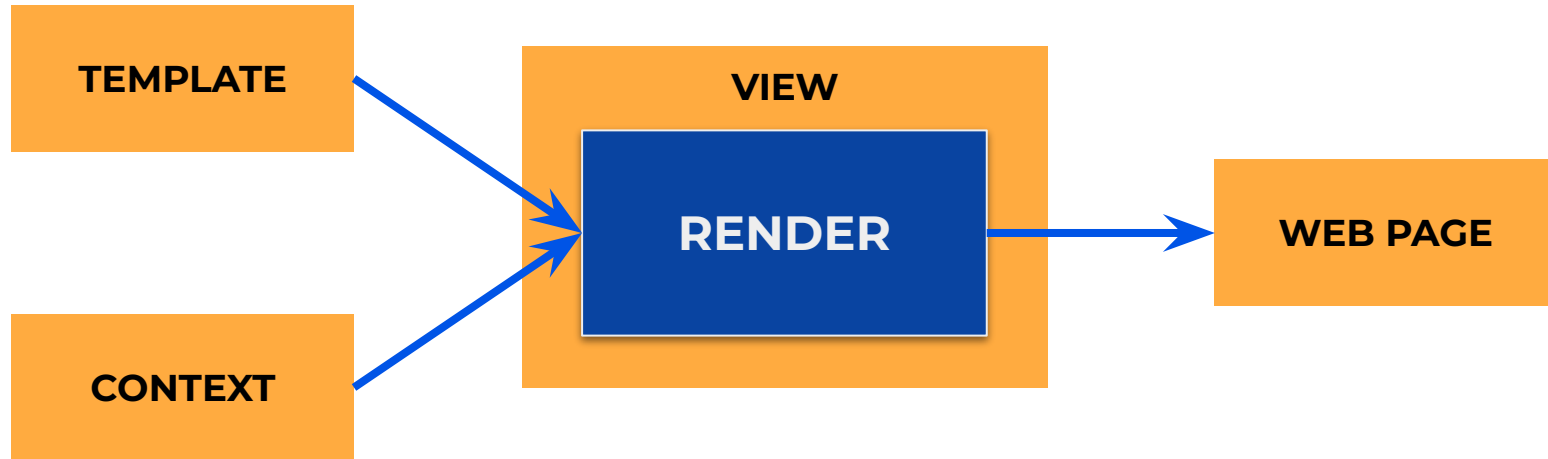 TEMPLATE
CONTEXT
VIEW
RENDER
WEB PAGE